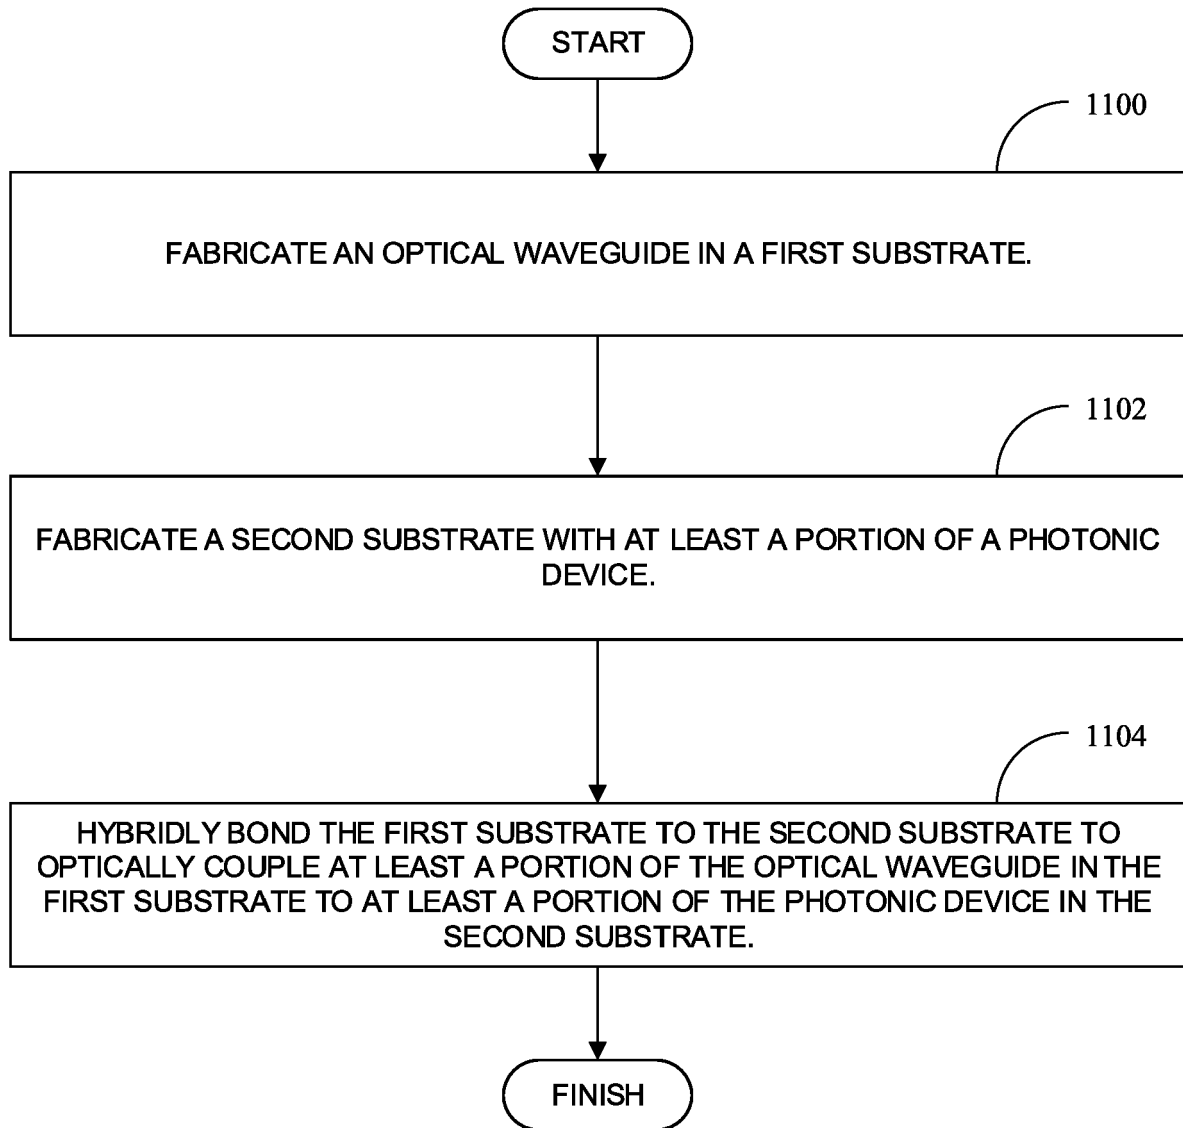 START
1100
FABRICATE AN OPTICAL WAVEGUIDE IN A FIRST SUBSTRATE.
1102
FABRICATE A SECOND SUBSTRATE WITH AT LEAST A PORTION OF A PHOTONIC
DEVICE.
1104
HYBRIDLY BOND THE FIRST SUBSTRATE TO THE SECOND SUBSTRATE TO
OPTICALLY COUPLE AT LEAST A PORTION OF THE OPTICAL WAVEGUIDE IN THE
FIRST SUBSTRATE TO AT LEAST A PORTION OF THE PHOTONIC DEVICE IN THE
SECOND SUBSTRATE.
FINISH